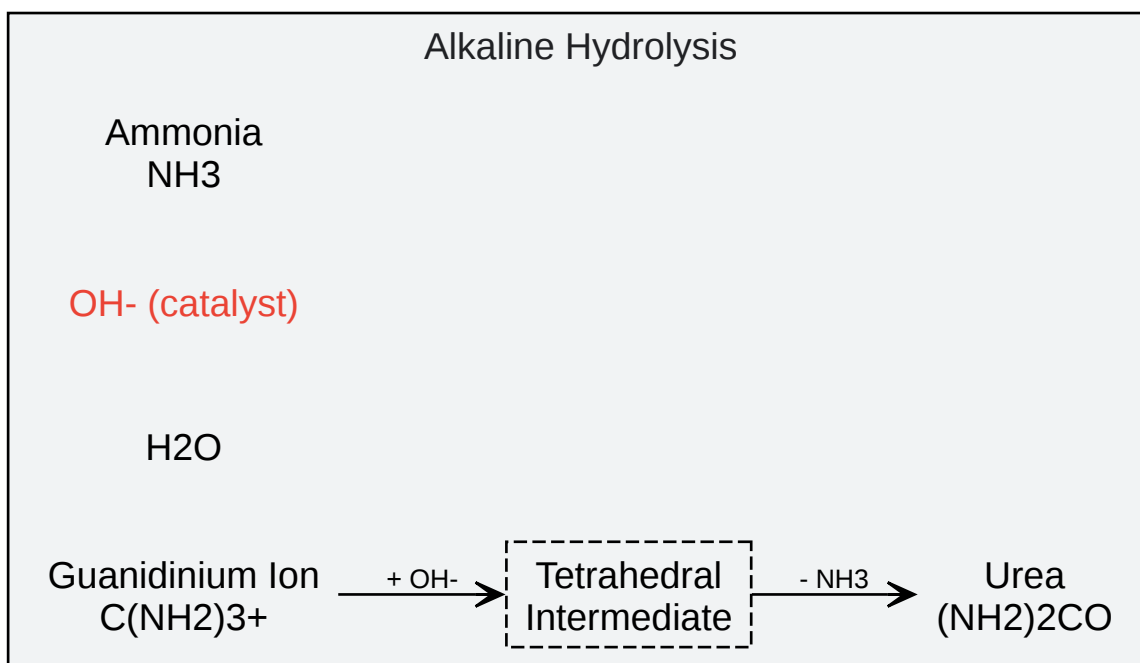 Alkaline Hydrolysis
Ammonia
NH3
OH- (catalyst)
H2O
Guanidinium Ion
C(NH2)3+
+ OH-
Tetrahedral
Intermediate
- NH3
Urea
(NH2)2CO